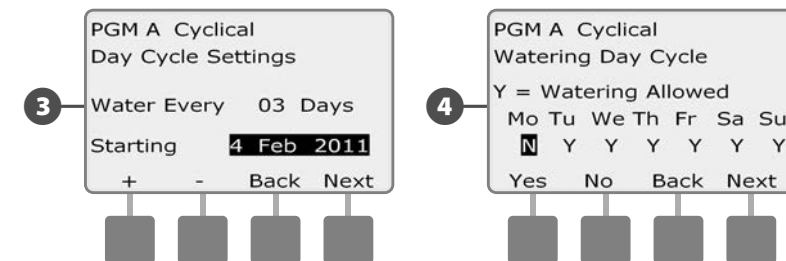 3
PGM A Cyclical
Day Cycle Settings
Water Every 03 Days
Starting 4 Feb 2011
+ - Back Next
4
PGM A Cyclical
Watering Day Cycle
Y = Watering Allowed
Mo Tu We Th Fr Sa Su
N Y Y Y Y Y Y
Yes No Back Next